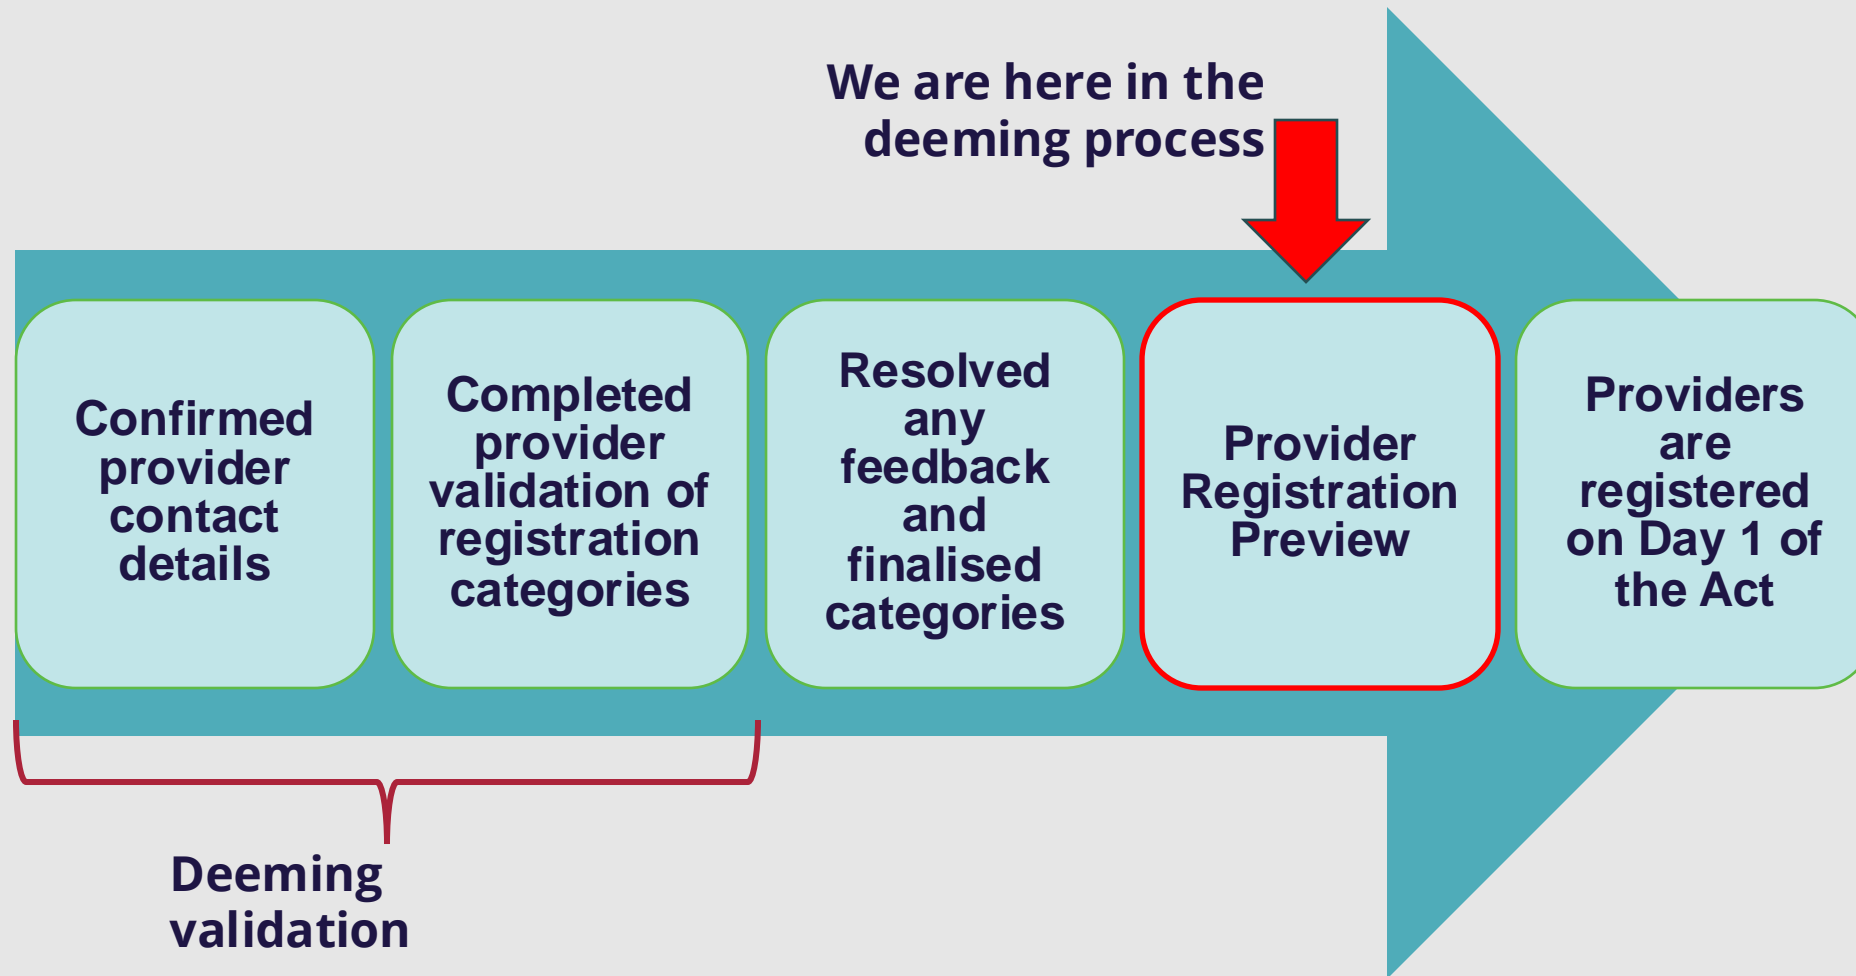 We are here in the
deeming process
Confirmed
provider
contact
details
Completed
provider
validation of
registration
categories
Resolved
any
feedback
and
finalised
categories
Provider
Registration
Preview
Providers
are
registered
on Day 1 of
the Act
Deeming
validation